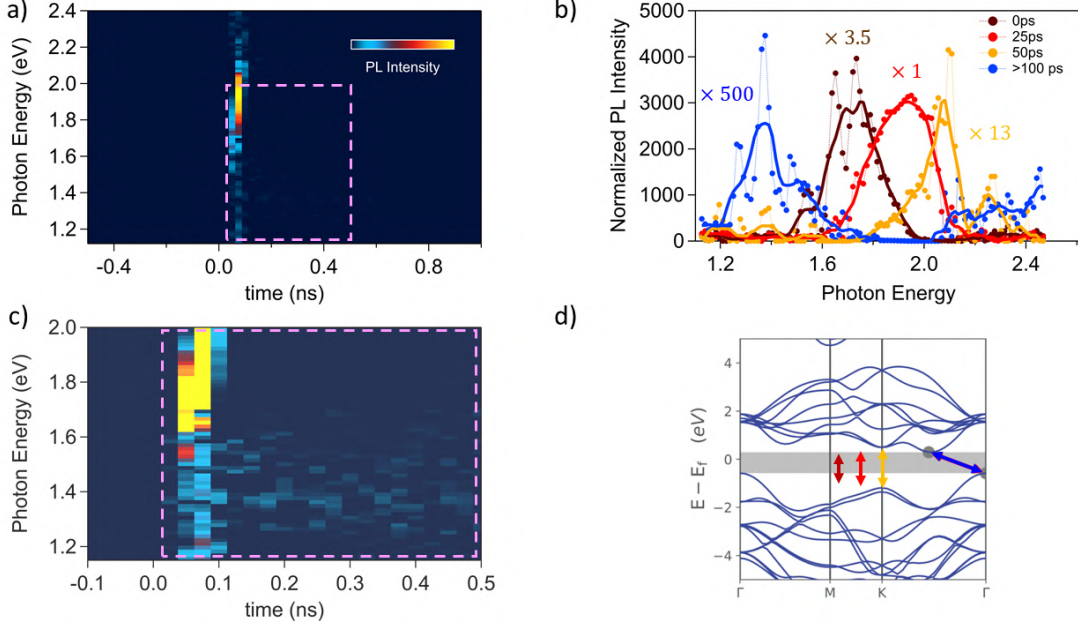 a)
Photon Energy (eV)
2.4
2.2
2.0
1.8
1.6
1.4
1.2
PL Intensity
-0.4
0.0
0.4
0.8
time (ns)
b)
Normalized PL Intensity
5000
4000
3000
2000
1000
0
× 500
× 3.5
× 1
× 13
0ps
25ps
50ps
>100 ps
1.2
1.6
2.0
2.4
Photon Energy
c)
Photon Energy (eV)
2.0
1.8
1.6
1.4
1.2
-0.1
0.0
0.1
0.2
0.3
0.4
0.5
time (ns)
d)
E − Ef (eV)
4
2
0
−2
−4
Γ
M
K
Γ